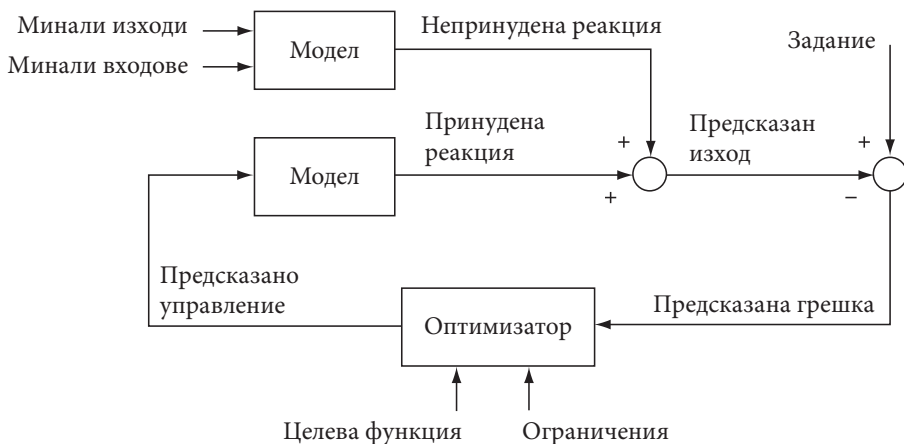 Минали изходи
Минали входове
Модел
Непринудена реакция
Задание
Модел
Принудена
реакция
+
+
Предсказан
изход
+
−
Предсказано
управление
Оптимизатор
Предсказана грешка
Целева функция
Ограничения